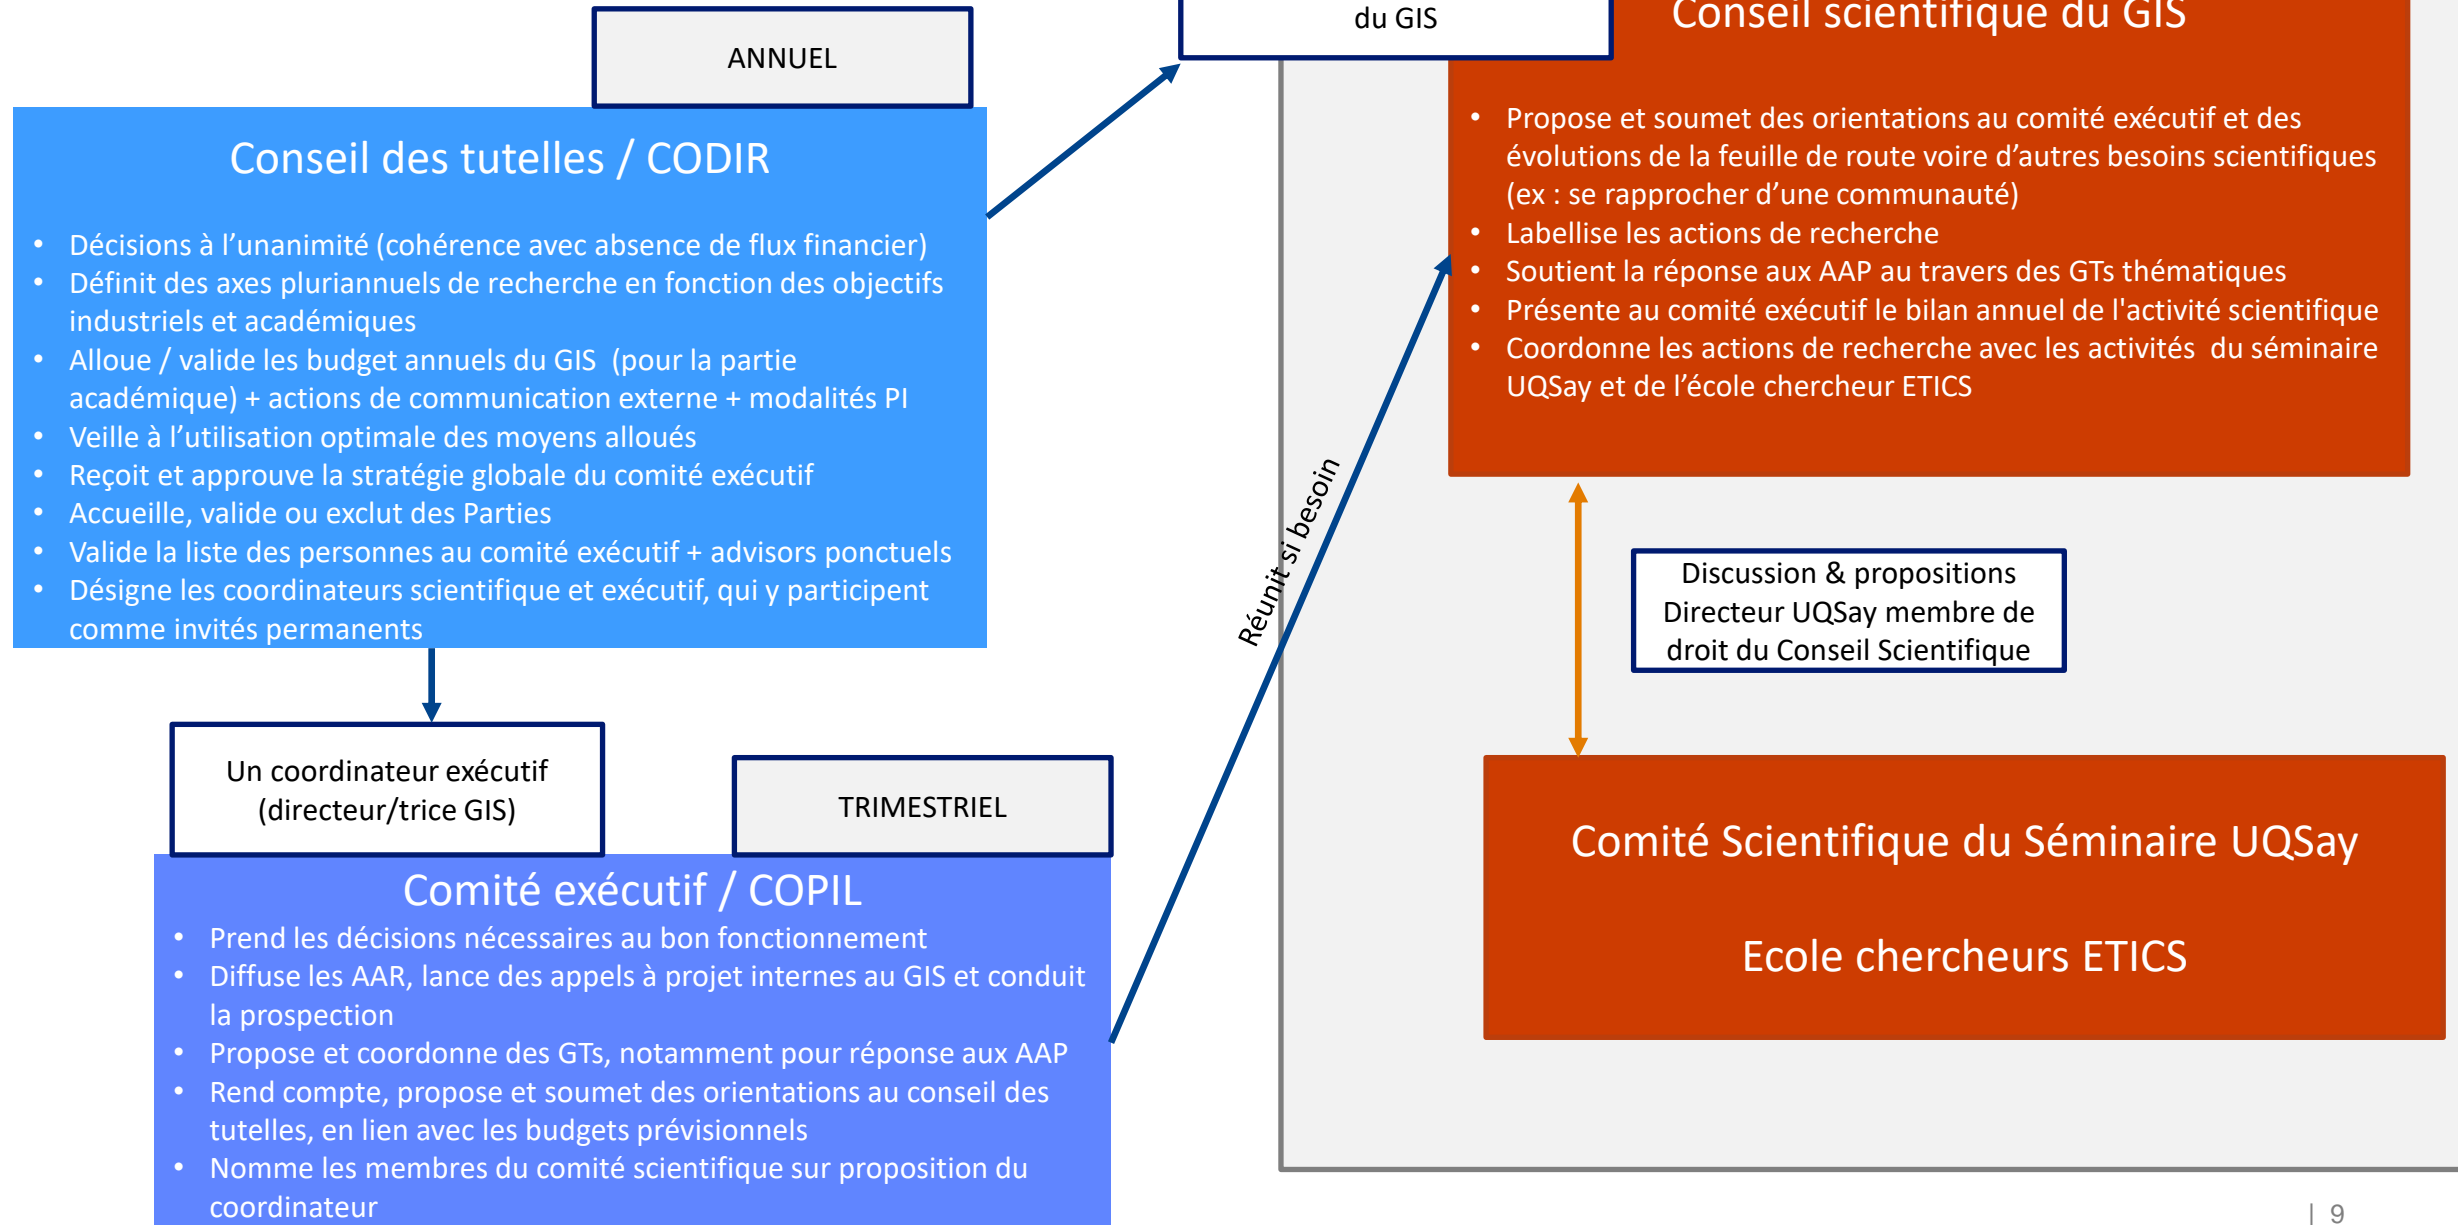 ANNUEL
Conseil des tutelles / CODIR
• Décisions à l’unanimité (cohérence avec absence de flux financier)
• Définit des axes pluriannuels de recherche en fonction des objectifs
industriels et académiques
• Alloue / valide les budget annuels du GIS  (pour la partie
académique) + actions de communication externe + modalités PI
• Veille à l’utilisation optimale des moyens alloués
• Reçoit et approuve la stratégie globale du comité exécutif
• Accueille, valide ou exclut des Parties
• Valide la liste des personnes au comité exécutif + advisors ponctuels
• Désigne les coordinateurs scientifique et exécutif, qui y participent
comme invités permanents
Un coordinateur exécutif
(directeur/trice GIS)
TRIMESTRIEL
Comité exécutif / COPIL
• Prend les décisions nécessaires au bon fonctionnement
• Diffuse les AAR, lance des appels à projet internes au GIS et conduit
la prospection
• Propose et coordonne des GTs, notamment pour réponse aux AAP
• Rend compte, propose et soumet des orientations au conseil des
tutelles, en lien avec les budgets prévisionnels
• Nomme les membres du comité scientifique sur proposition du
coordinateur
Réunit si besoin
du GIS
Conseil scientifique du GIS
• Propose et soumet des orientations au comité exécutif et des
évolutions de la feuille de route voire d’autres besoins scientifiques
(ex : se rapprocher d’une communauté)
• Labellise les actions de recherche
• Soutient la réponse aux AAP au travers des GTs thématiques
• Présente au comité exécutif le bilan annuel de l'activité scientifique
• Coordonne les actions de recherche avec les activités  du séminaire
UQSay et de l’école chercheur ETICS
Discussion & propositions
Directeur UQSay membre de
droit du Conseil Scientifique
Comité Scientifique du Séminaire UQSay
Ecole chercheurs ETICS
| 9